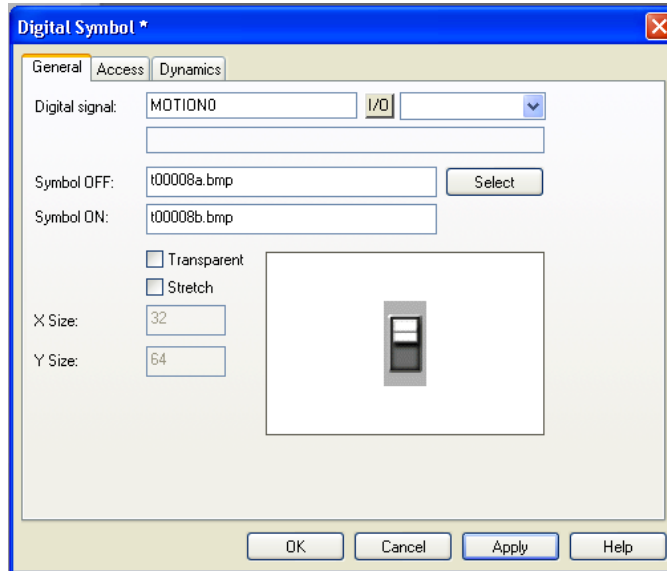 Digital Symbol *
General Access Dynamics
Digital signal: MOTION0 I/O
Symbol OFF: t00008a.bmp Select
Symbol ON: t00008b.bmp
Transparent
Stretch
X Size: 32
Y Size: 64
OK Cancel Apply Help